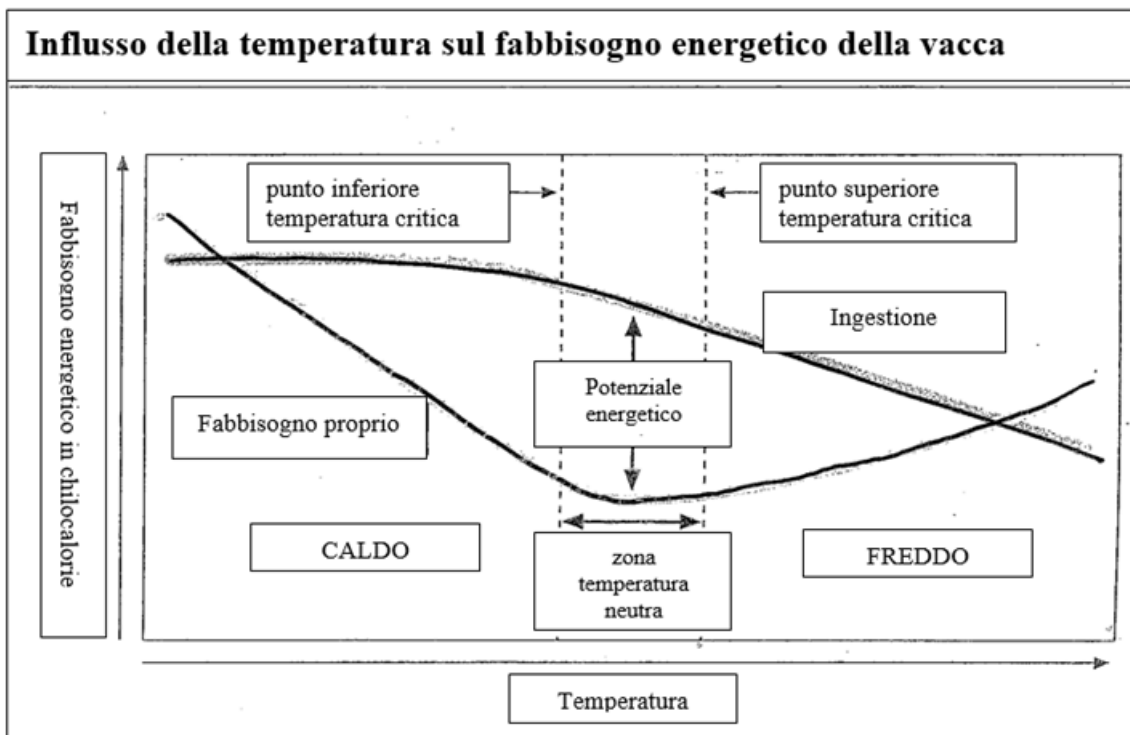 Influsso della temperatura sul fabbisogno energetico della vacca
Fabbisogno energetico in chilocalorie
punto inferiore
temperatura critica
punto superiore
temperatura critica
Ingestione
Potenziale
energetico
Fabbisogno proprio
CALDO
FREDDO
zona
temperatura
neutra
Temperatura